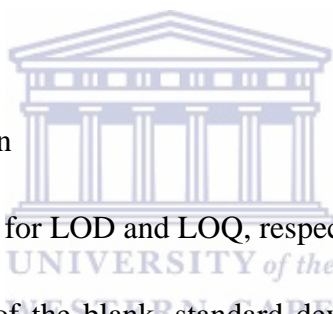 n
for LOD and LOQ, respec
UNIVERSITY of the
of the blank, standard dev